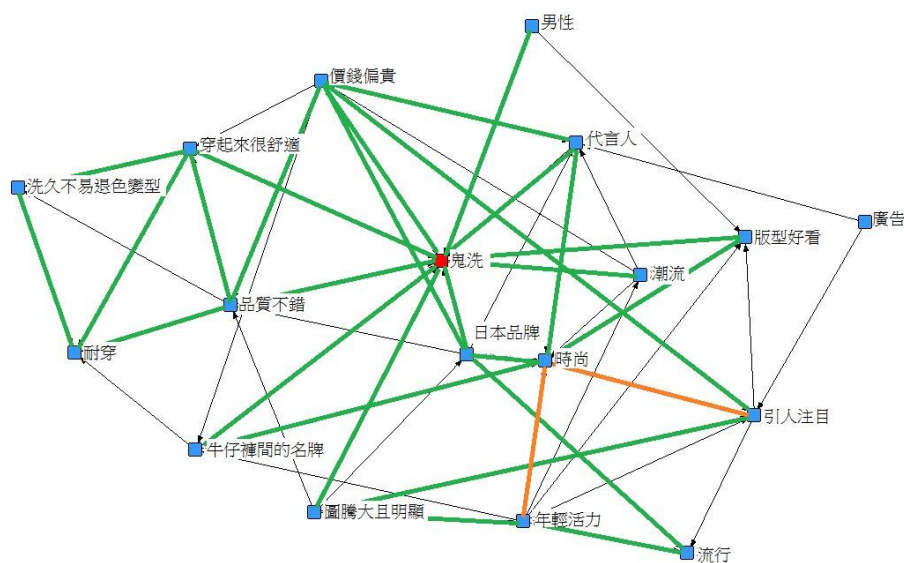 男性
價錢偏貴
代言人
穿起來很舒適
洗久不易退色變型
廣告
版型好看
鬼洗
潮流
品質不錯
日本品牌
耐穿
時尚
引人注目
牛仔褲間的名牌
圖騰大且明顯
年輕活力
流行